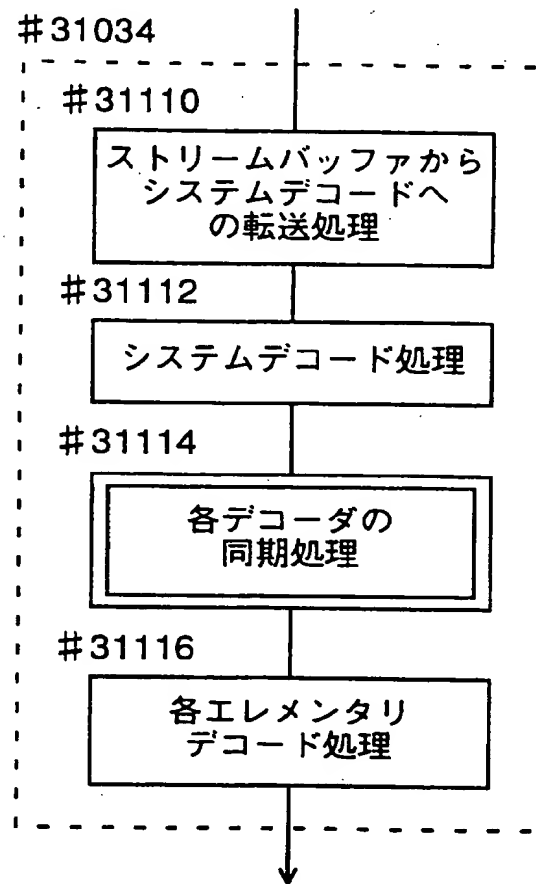 #31034
#31110
ストリームバッファから
システムデコードへ
の転送処理
#31112
システムデコード処理
#31114
各デコーダの
同期処理
#31116
各エレメンタリ
デコード処理